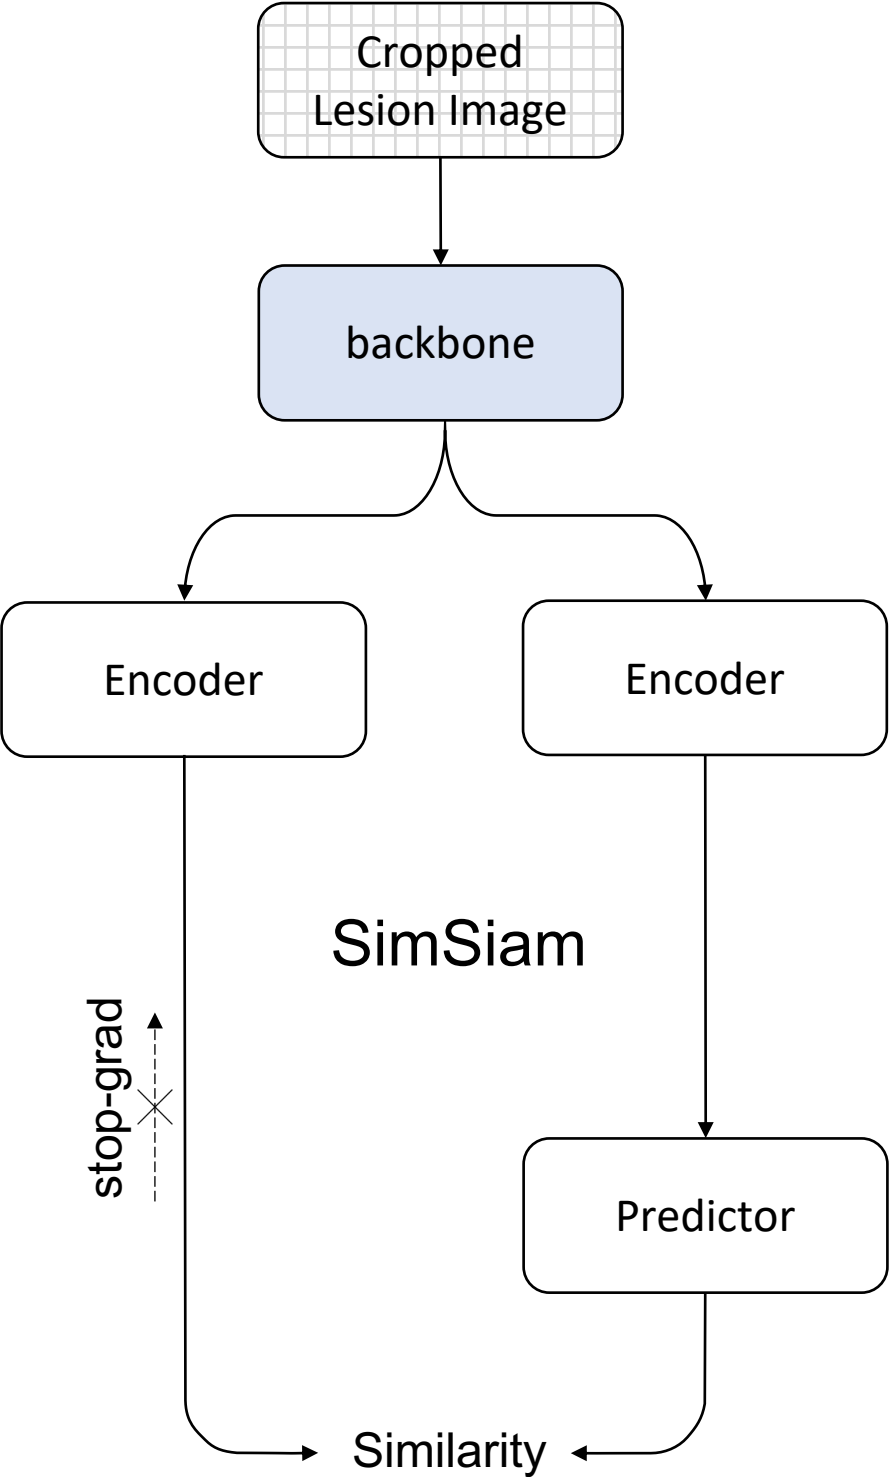 Cropped
Lesion Image
backbone
Encoder
Encoder
SimSiam
stop-grad
Predictor
Similarity